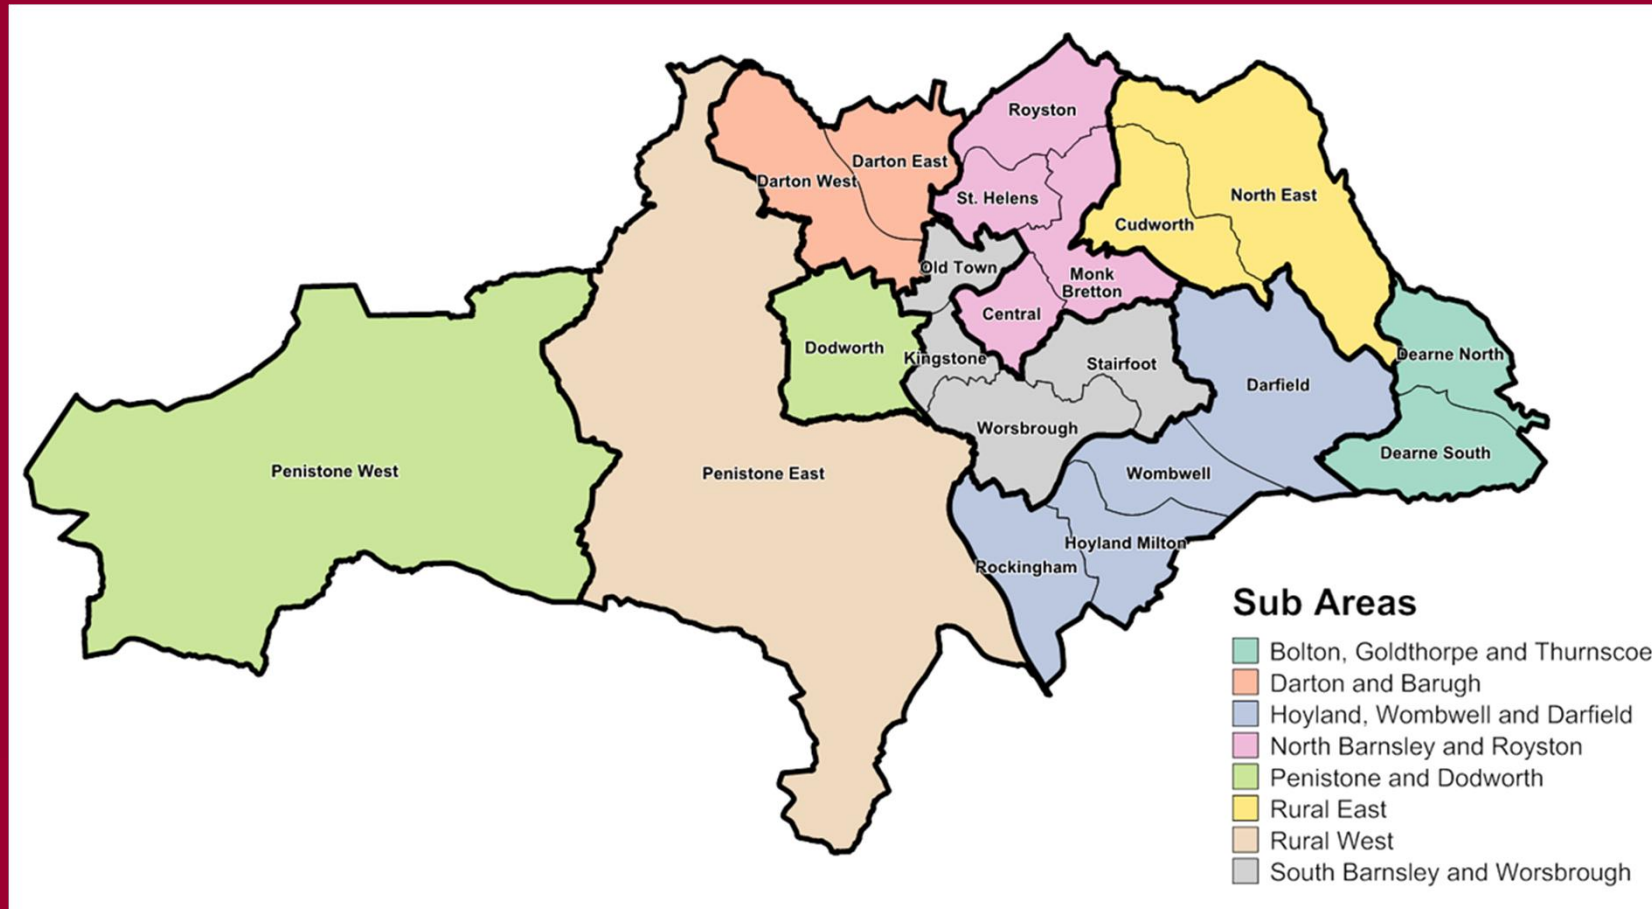 Royston
Darton East
Darton West
St. Helens
North East
Cudworth
Old Town
Monk
Bretton
Central
Dodworth
Kingstone
Stairfoot
Dearne North
Darfield
Worsbrough
Dearne South
Penistone West
Penistone East
Wombwell
Hoyland Milton
Rockingham
Sub Areas
Bolton, Goldthorpe and Thurnscoe
Darton and Barugh
Hoyland, Wombwell and Darfield
North Barnsley and Royston
Penistone and Dodworth
Rural East
Rural West
South Barnsley and Worsbrough